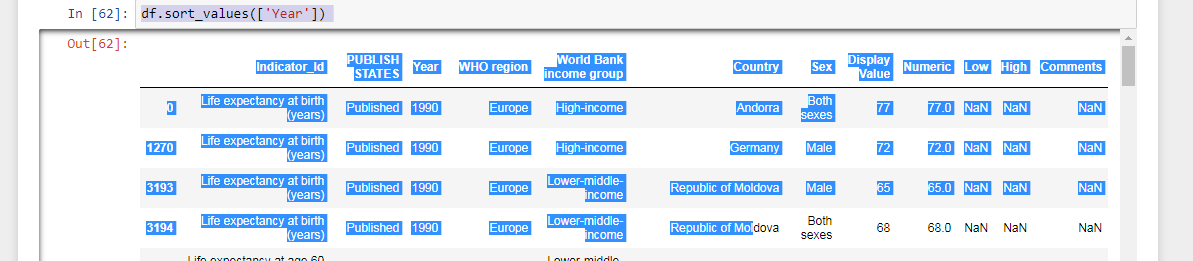 In [62]: df.sort_values(['Year'])
Out[62]:
Indicator_Id PUBLISH STATES Year WHO region World Bank income group Country Sex Display Value Numeric Low High Comments
0 Life expectancy at birth (years) Published 1990 Europe High-income Andorra Both sexes 77 77.0 NaN NaN NaN
1270 Life expectancy at birth (years) Published 1990 Europe High-income Germany Male 72 72.0 NaN NaN NaN
3193 Life expectancy at birth (years) Published 1990 Europe Lower-middle-income Republic of Moldova Male 65 65.0 NaN NaN NaN
3194 Life expectancy at birth (years) Published 1990 Europe Lower-middle-income Republic of Moldova Both sexes 68 68.0 NaN NaN NaN
Life expectancy at age 60 Lower-middle-